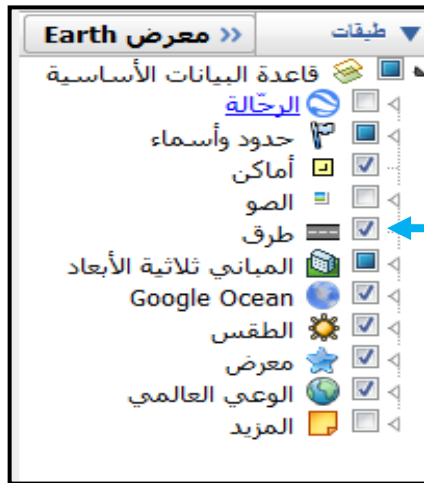 طبقات معرض Earth »
قاعدة البيانات الأساسية
الرحّالة
حدود وأسماء
أماكن
الصو
طرق
المباني ثلاثية الأبعاد
Google Ocean
الطقس
معرض
الوعي العالمي
المزيد